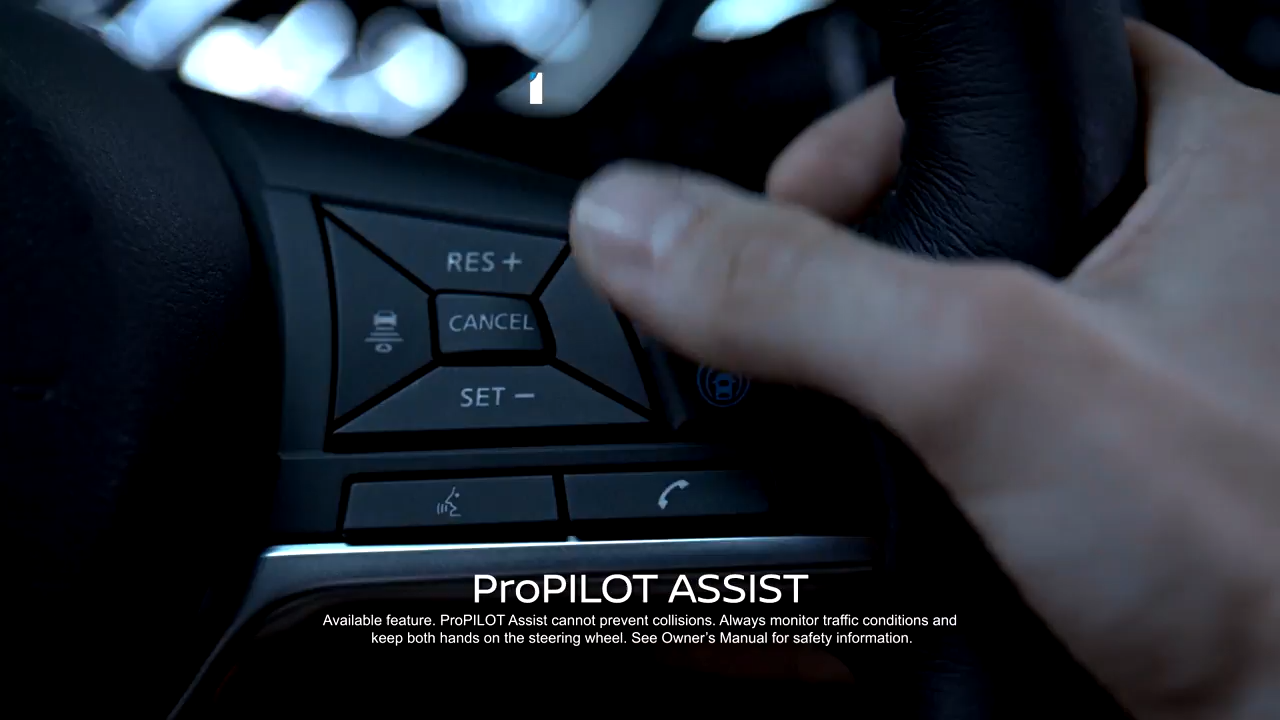 RES +
CANCEL
SET −
ProPILOT ASSIST
Available feature. ProPILOT Assist cannot prevent collisions. Always monitor traffic conditions and
keep both hands on the steering wheel. See Owner’s Manual for safety information.